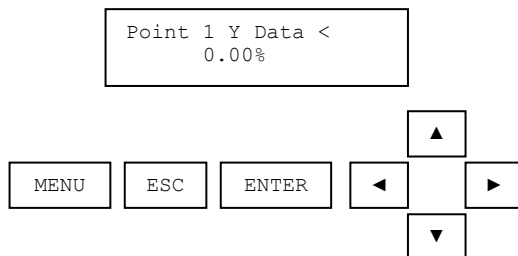 Point 1 Y Data <
0.00%
▲
MENU ESC ENTER ◄ ►
▼